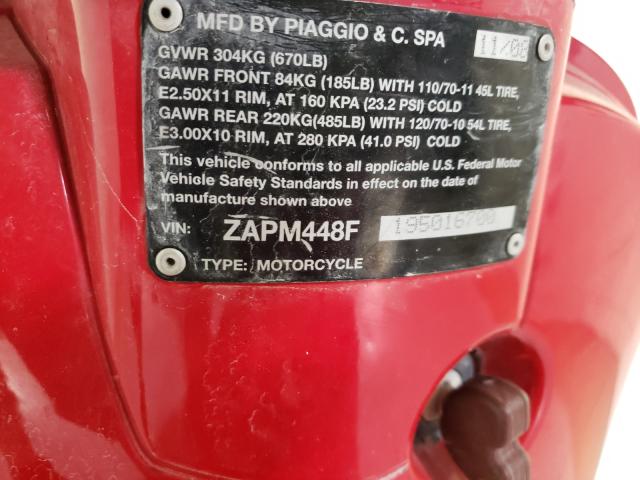 MFD BY PIAGGIO & C. SPA 11/08
GVWR 304KG (670LB)
GAWR FRONT 84KG (185LB) WITH 110/70-11 45L TIRE,
E2.50X11 RIM, AT 160 KPA (23.2 PSI) COLD
GAWR REAR 220KG(485LB) WITH 120/70-10 54L TIRE,
E3.00X10 RIM, AT 280 KPA (41.0 PSI) COLD
This vehicle conforms to all applicable U.S. Federal Motor
Vehicle Safety Standards in effect on the date of
manufacture shown above
VIN: ZAPM448F 195016700
TYPE: MOTORCYCLE